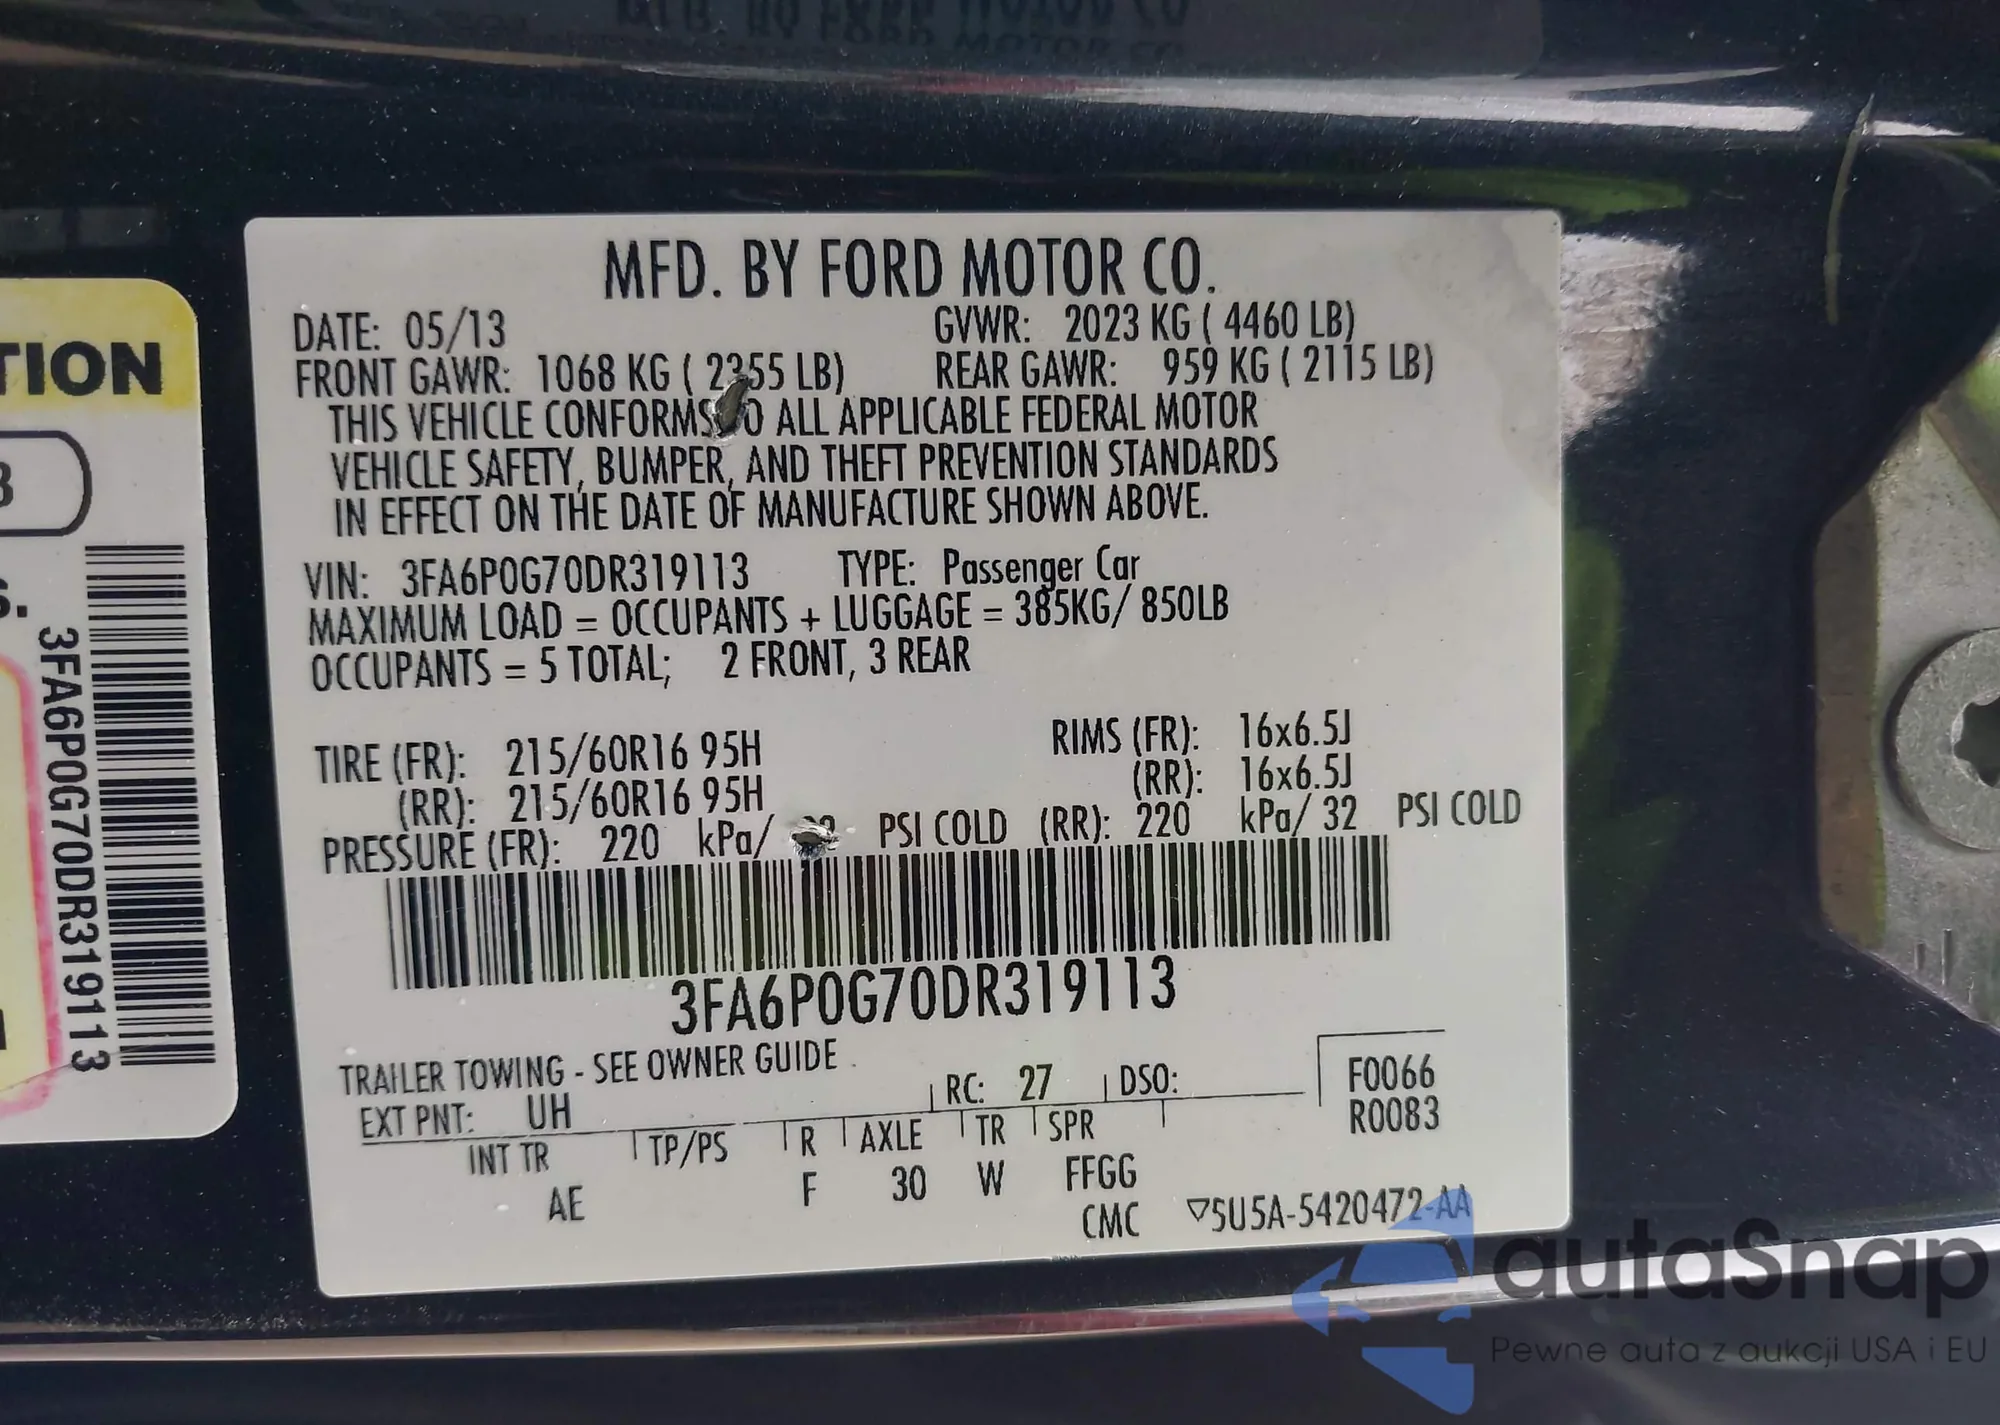 MFD. BY FORD MOTOR CO.
DATE: 05/13 GVWR: 2023 KG ( 4460 LB)
FRONT GAWR: 1068 KG ( 2355 LB) REAR GAWR: 959 KG ( 2115 LB)
THIS VEHICLE CONFORMS O ALL APPLICABLE FEDERAL MOTOR
VEHICLE SAFETY, BUMPER, AND THEFT PREVENTION STANDARDS
IN EFFECT ON THE DATE OF MANUFACTURE SHOWN ABOVE.
VIN: 3FA6P0G70DR319113 TYPE: Passenger Car
MAXIMUM LOAD = OCCUPANTS + LUGGAGE = 385KG/ 850LB
OCCUPANTS = 5 TOTAL; 2 FRONT, 3 REAR
TIRE (FR): 215/60R16 95H RIMS (FR): 16x6.5J
(RR): 215/60R16 95H (RR): 16x6.5J
PRESSURE (FR): 220 kPa/ PSI COLD (RR): 220 kPa/ 32 PSI COLD
3FA6P0G70DR319113
TRAILER TOWING - SEE OWNER GUIDE
EXT PNT: UH RC: 27 DSO: F0066
R0083
INT TR TP/PS R AXLE TR SPR
AE F 30 W FFGG
CMC ▽5U5A-5420472-AA
TION
3FA6P0G70DR319113
autoSnap
Pewne auta z aukcji USA i EU